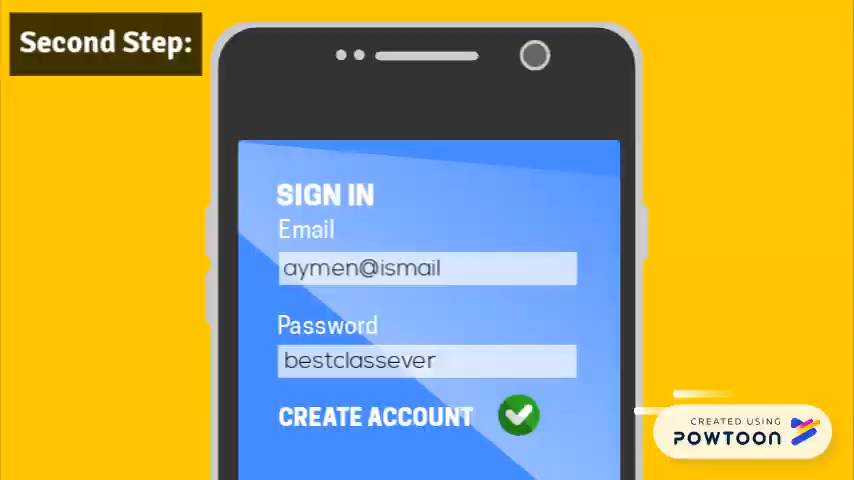 Second Step:
SIGN IN
Email
aymen@ismail
Password
bestclassever
CREATE ACCOUNT
CREATED USING
POWTOON